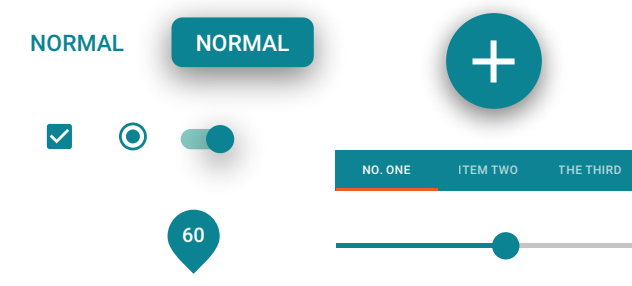 NORMAL
NORMAL
NO. ONE
ITEM TWO
THE THIRD
60